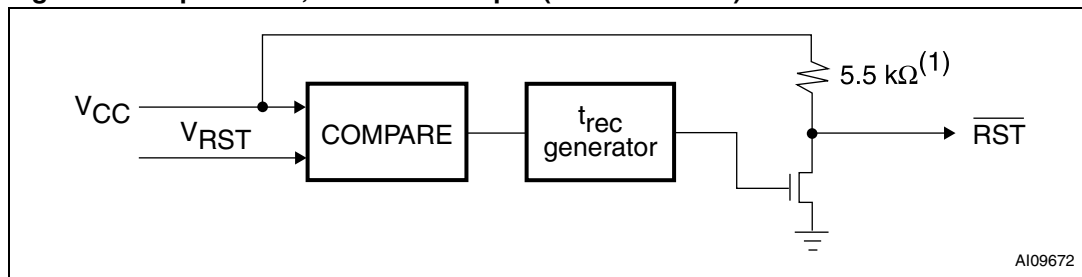 5.5 kΩ(1)
VCC
VRST
COMPARE
trec
generator
RST
AI09672